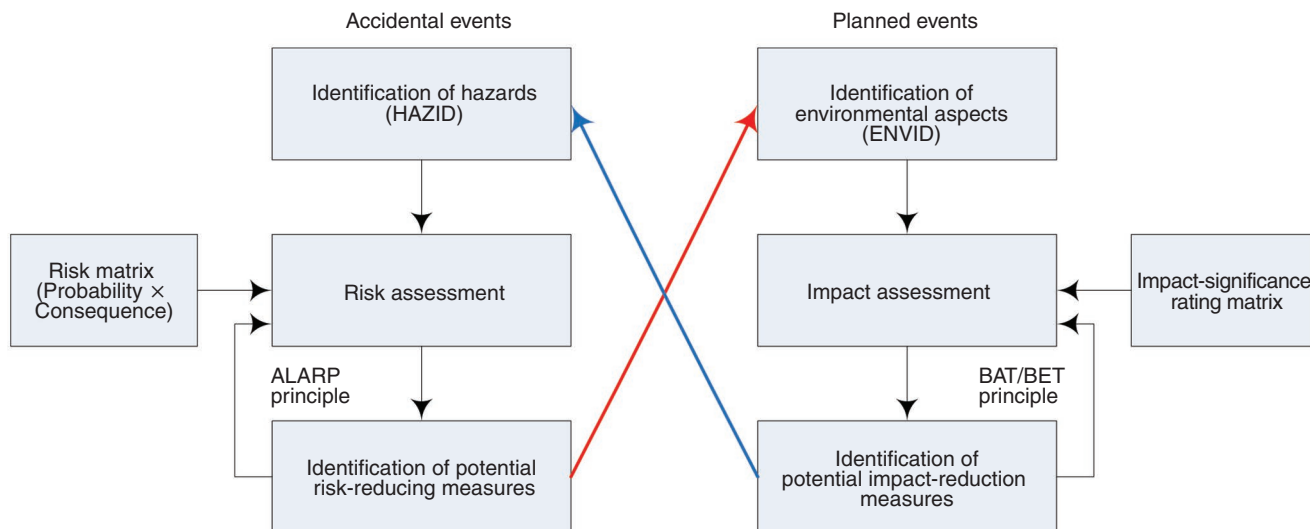 Accidental events
Planned events
Identification of hazards
(HAZID)
Identification of
environmental aspects
(ENVID)
Risk matrix
(Probability ×
Consequence)
Risk assessment
Impact assessment
Impact-significance
rating matrix
ALARP
principle
BAT/BET
principle
Identification of potential
risk-reducing measures
Identification of
potential impact-reduction
measures